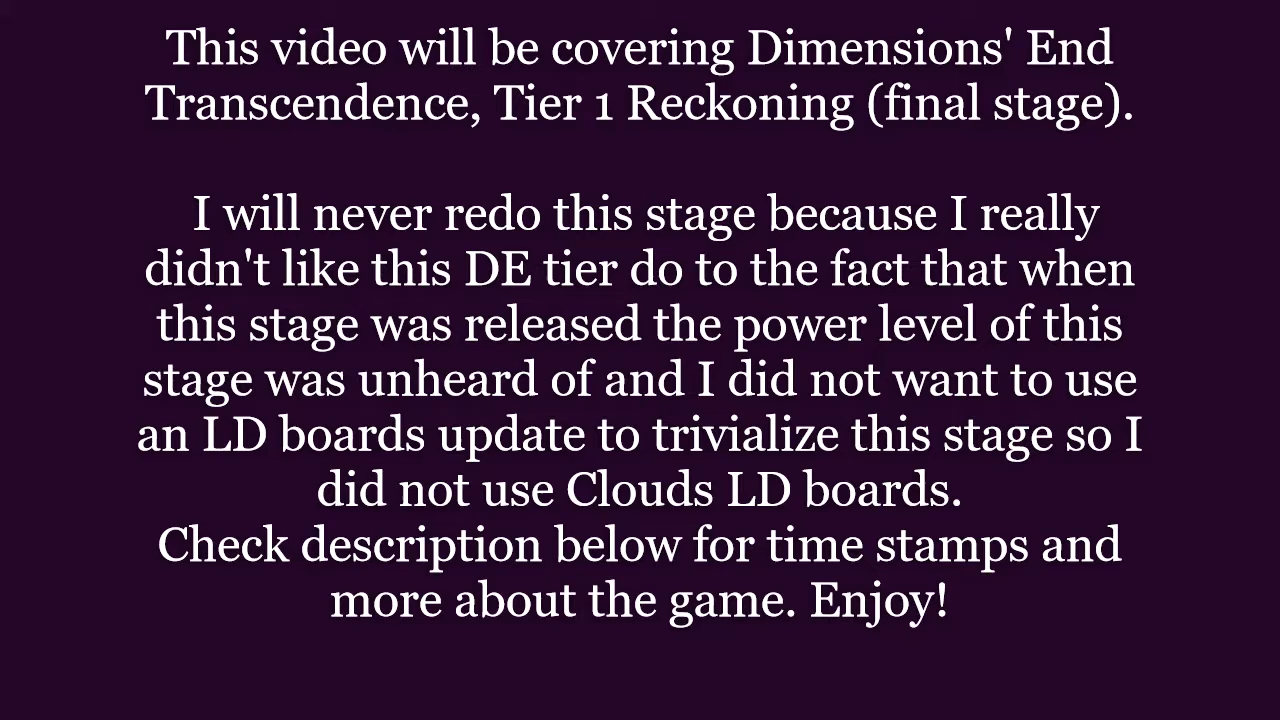 This video will be covering Dimensions' End
Transcendence, Tier 1 Reckoning (final stage).
I will never redo this stage because I really
didn't like this DE tier do to the fact that when
this stage was released the power level of this
stage was unheard of and I did not want to use
an LD boards update to trivialize this stage so I
did not use Clouds LD boards.
Check description below for time stamps and
more about the game. Enjoy!